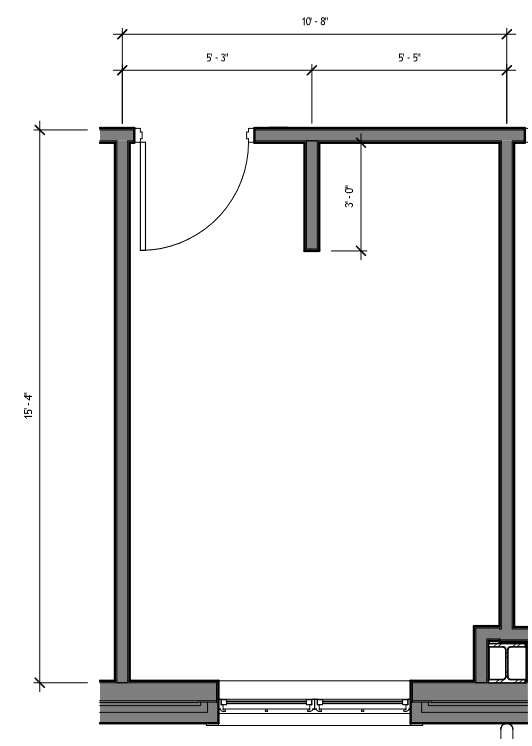 10' - 8"
5' - 3"
5' - 5"
3' - 0"
15' - 4"